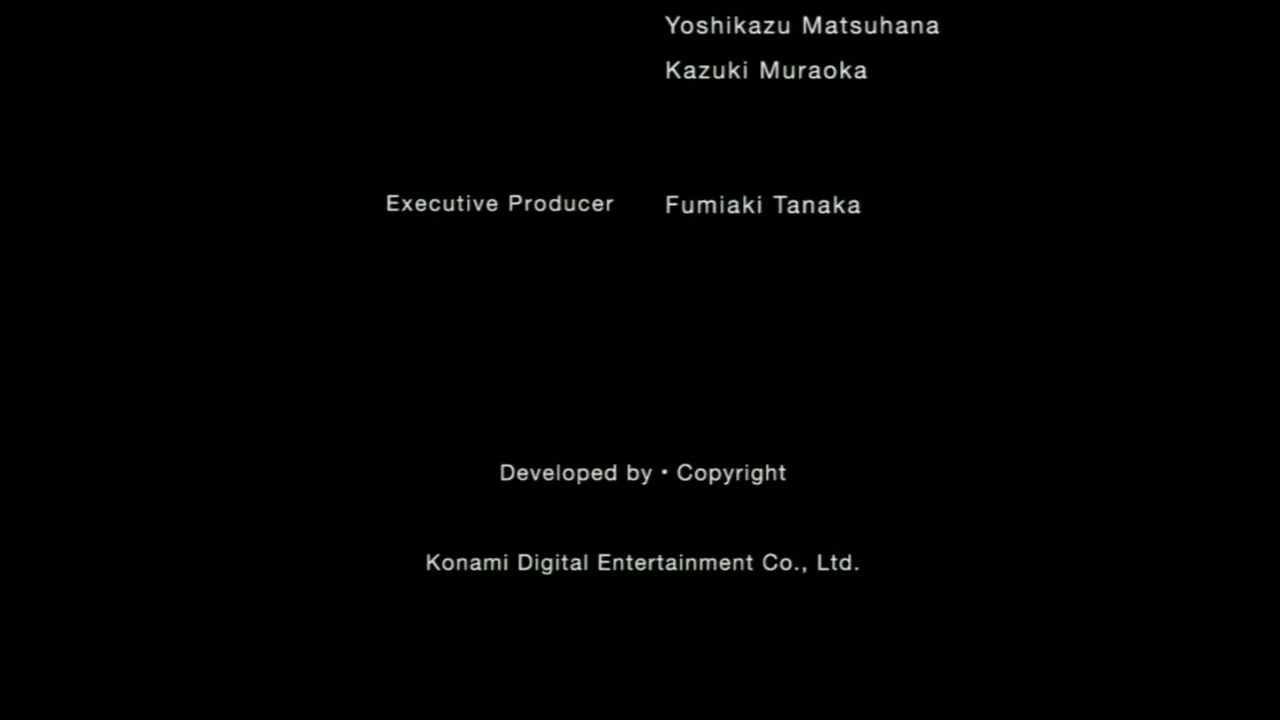 Yoshikazu Matsuhana
Kazuki Muraoka
Executive Producer Fumiaki Tanaka
Developed by・Copyright
Konami Digital Entertainment Co., Ltd.